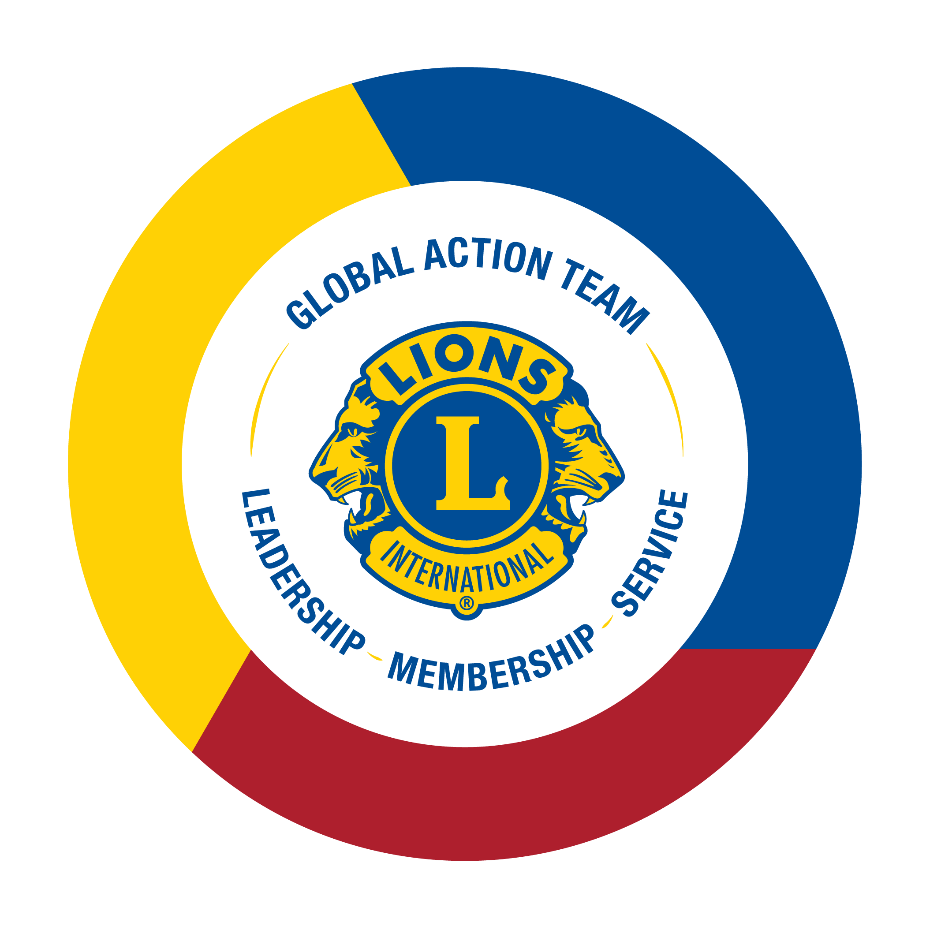 GLOBAL ACTION TEAM
LIONS
L
INTERNATIONAL
®
LEADERSHIP - MEMBERSHIP - SERVICE